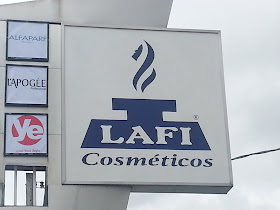 ALFAPARF
L'APOGÉE
ye
LAFI®
Cosméticos